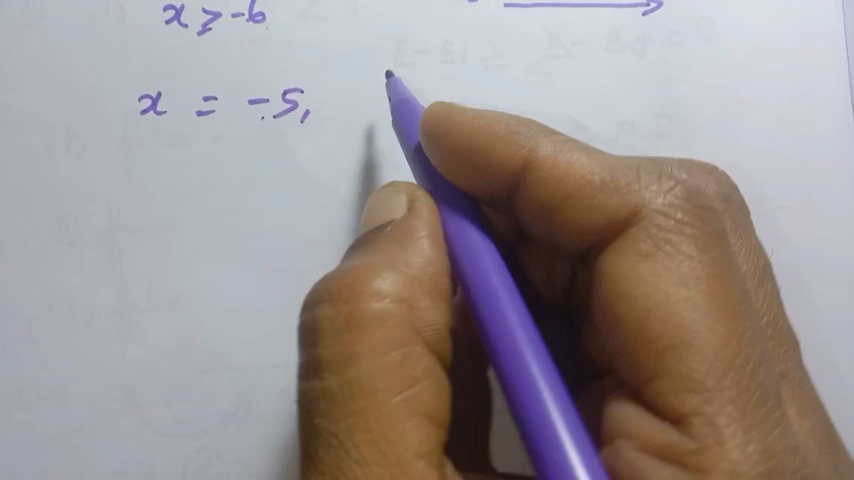 x ≥ -6
x = -5,